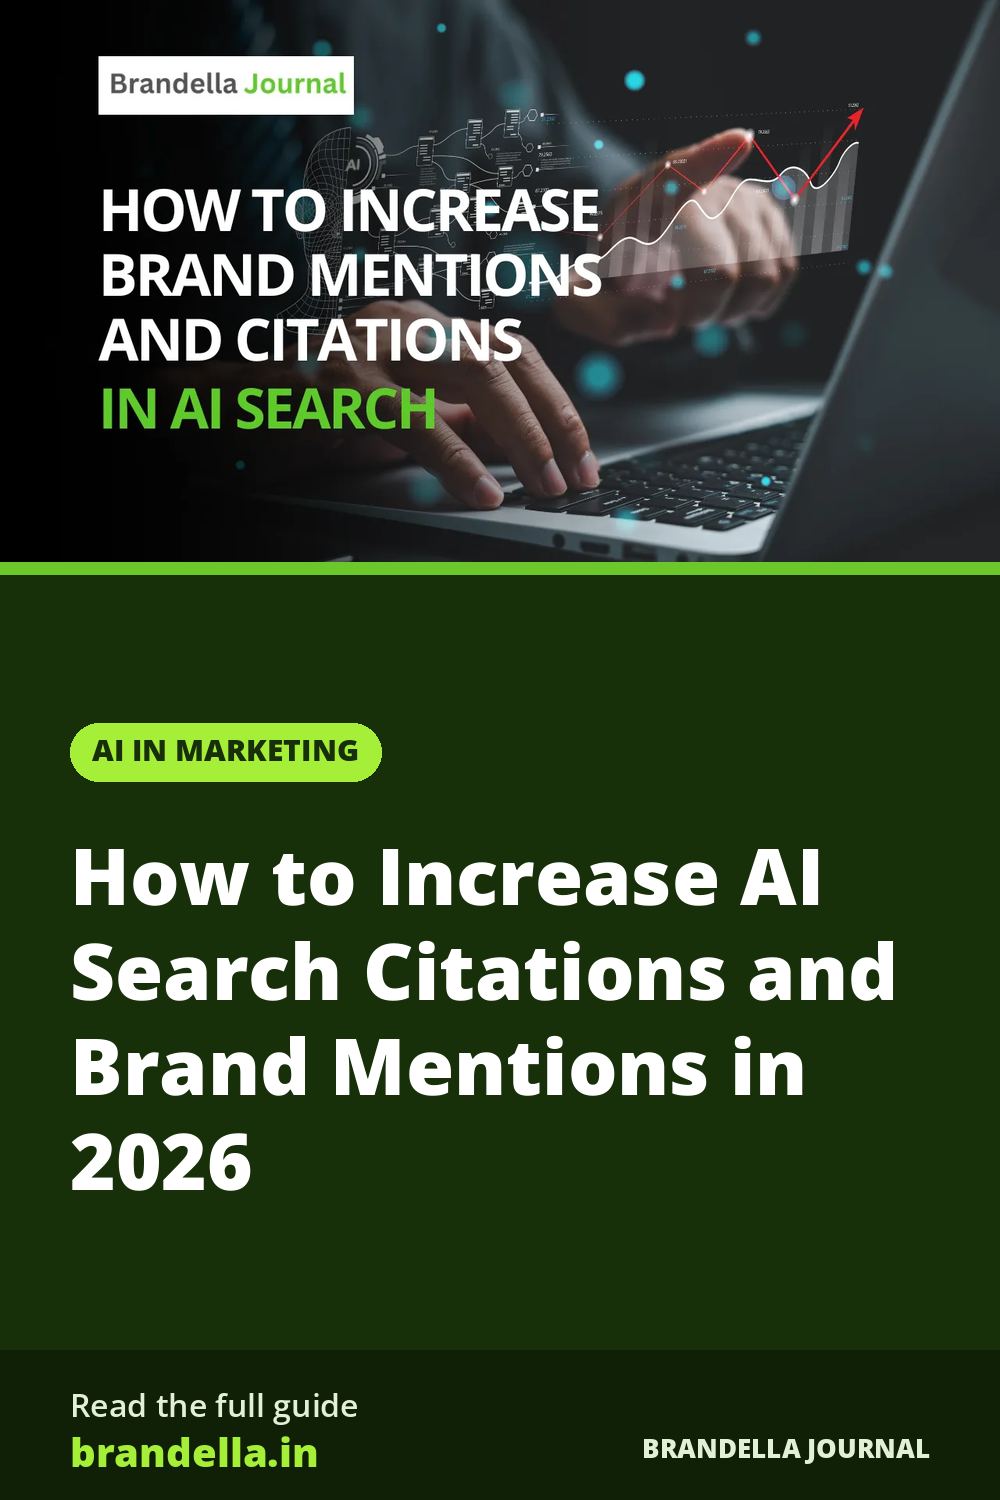 Brandella Journal
AI
HOW TO INCREASE
BRAND MENTIONS
AND CITATIONS
IN AI SEARCH
AI IN MARKETING
How to Increase AI
Search Citations and
Brand Mentions in
2026
Read the full guide
brandella.in
BRANDELLA JOURNAL